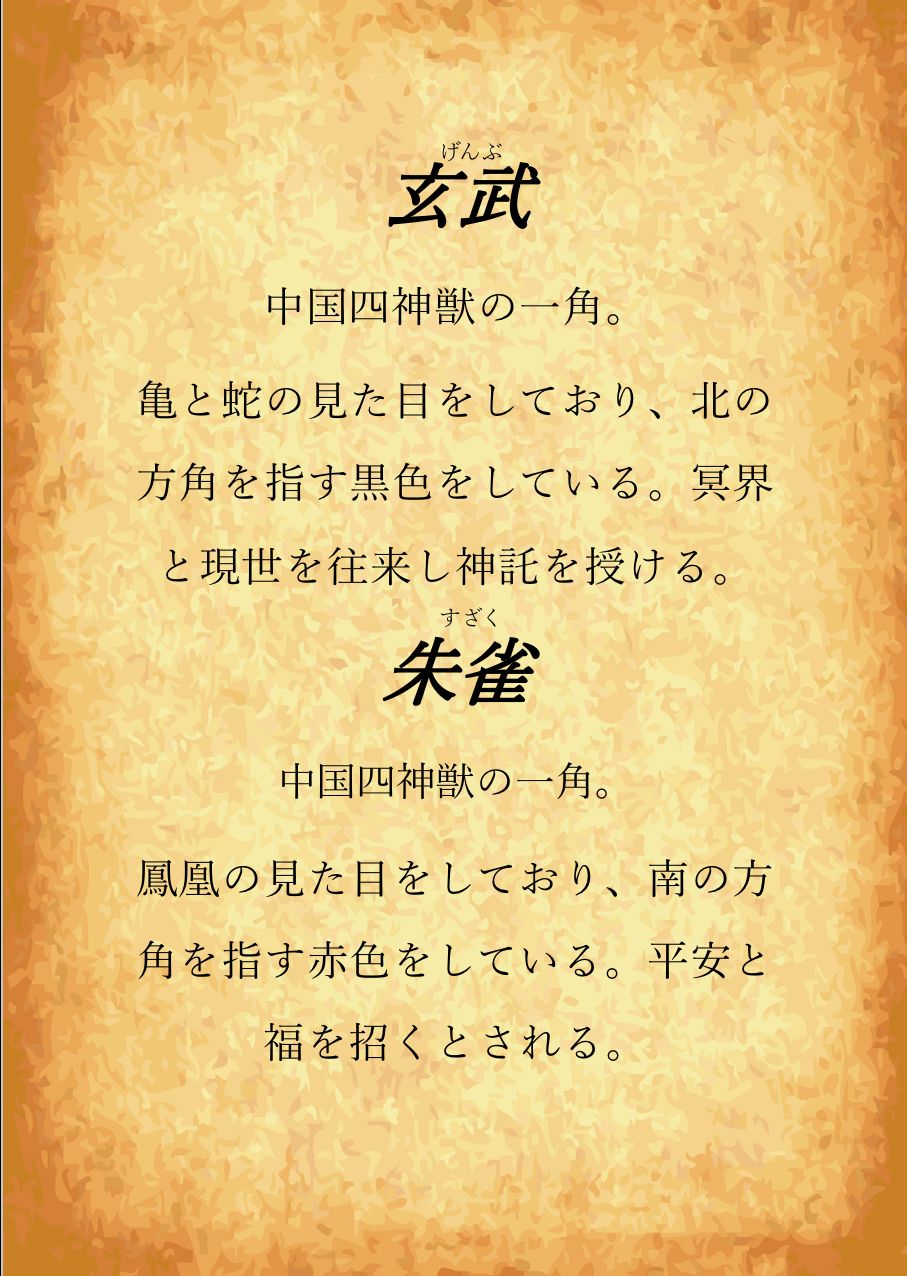 げんぶ
玄武
中国四神獣の一角。
亀と蛇の見た目をしており、北の
方角を指す黒色をしている。冥界
と現世を往来し神託を授ける。
すざく
朱雀
中国四神獣の一角。
鳳凰の見た目をしており、南の方
角を指す赤色をしている。平安と
福を招くとされる。